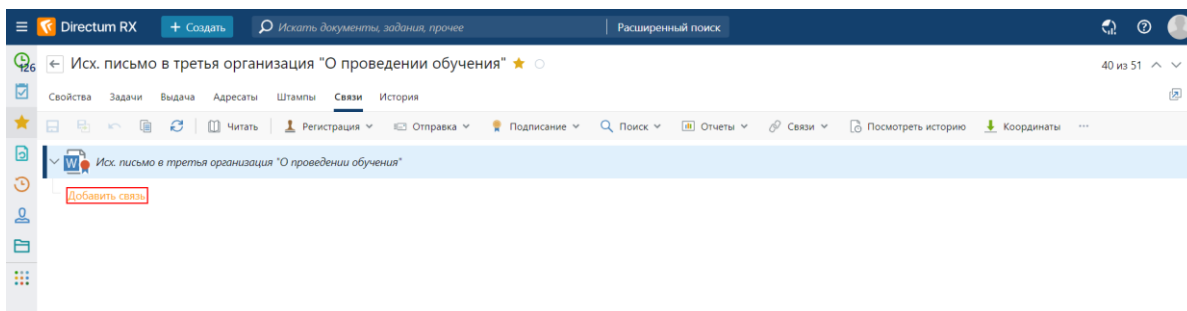 Directum RX + Создать Искать документы, задания, прочее Расширенный поиск
126 Исх. письмо в третья организация "О проведении обучения" 40 из 51
Свойства Задачи Выдача Адресаты Штампы Связи История
Читать Регистрация Отправка Подписание Поиск Отчеты Связи Посмотреть историю Координаты ...
Исх. письмо в третья организация "О проведении обучения"
Добавить связь